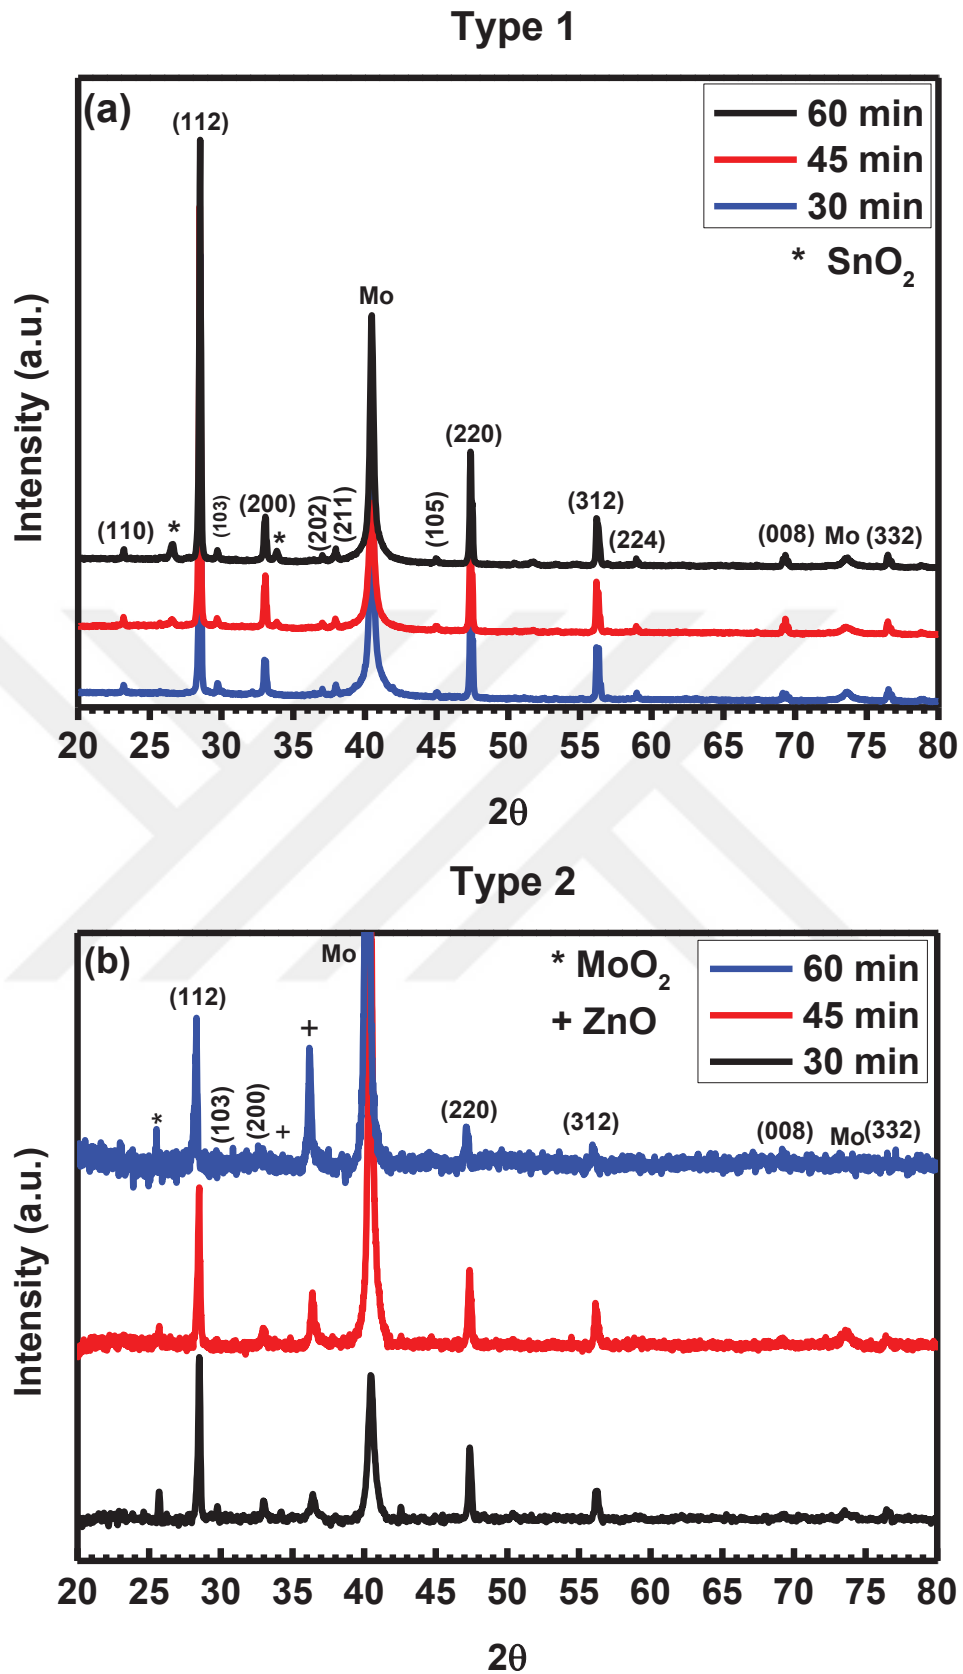 Type 1
(a)
60 min
45 min
30 min
* SnO₂
(112)
Mo
(220)
(110)
*
(103)
(200)
*
(202)
(211)
(105)
(312)
(224)
(008)
Mo
(332)
Intensity (a.u.)
20 25 30 35 40 45 50 55 60 65 70 75 80
2θ
Type 2
(b)
Mo
* MoO₂
+ ZnO
60 min
45 min
30 min
(112)
+
*
(103)
(200)
+
(220)
(312)
(008)
Mo
(332)
Intensity (a.u.)
20 25 30 35 40 45 50 55 60 65 70 75 80
2θ